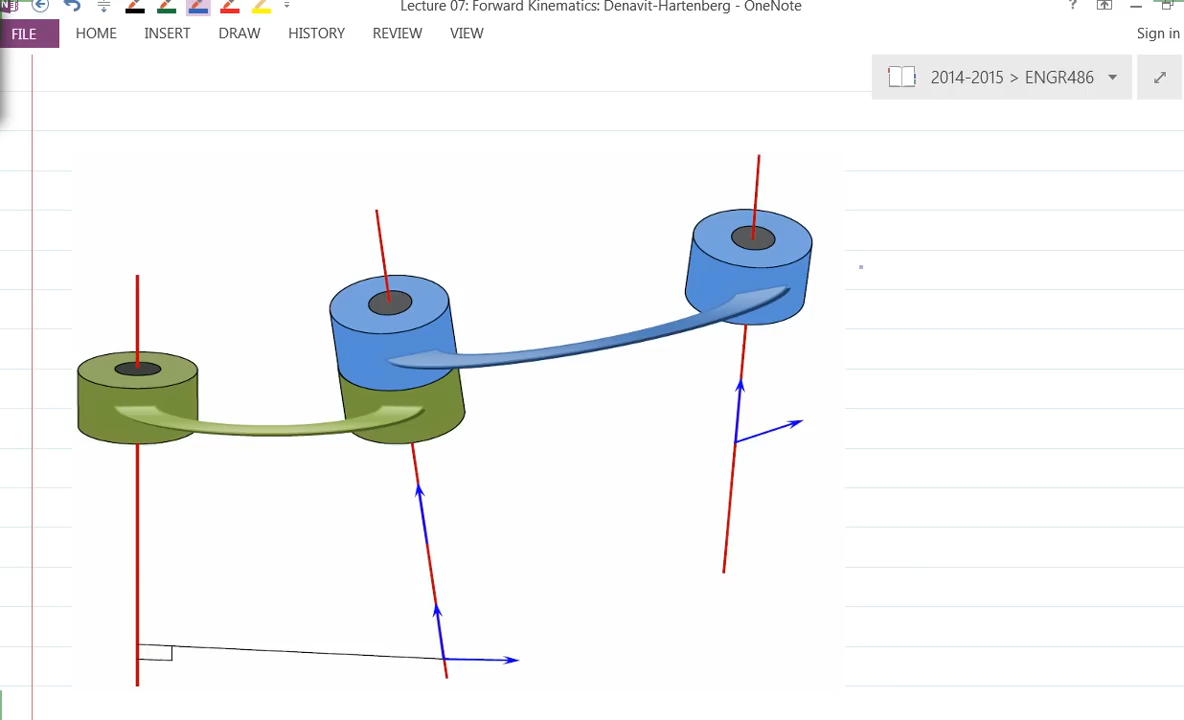 Lecture 07: Forward Kinematics: Denavit-Hartenberg - OneNote
?
FILE HOME INSERT DRAW HISTORY REVIEW VIEW
Sign in
2014-2015 > ENGR486